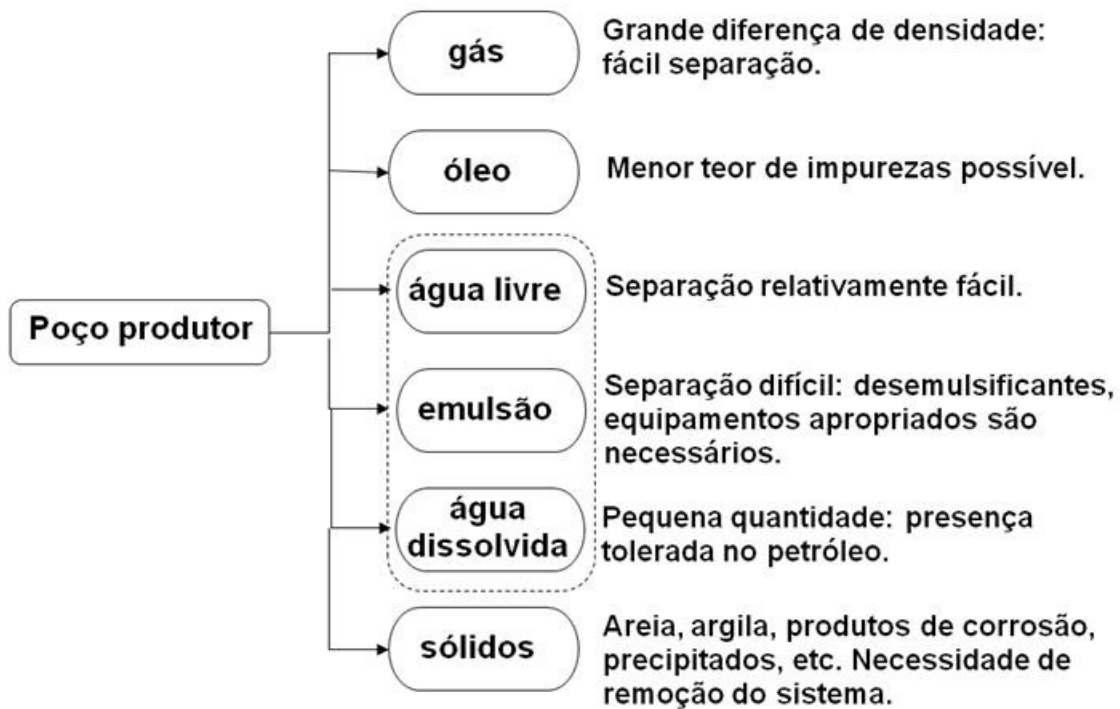 gás
Grande diferença de densidade:
fácil separação.
óleo
Menor teor de impurezas possível.
água livre
Separação relativamente fácil.
Poço produtor
emulsão
Separação difícil: desemulsificantes,
equipamentos apropriados são
necessários.
água
dissolvida
Pequena quantidade: presença
tolerada no petróleo.
sólidos
Areia, argila, produtos de corrosão,
precipitados, etc. Necessidade de
remoção do sistema.